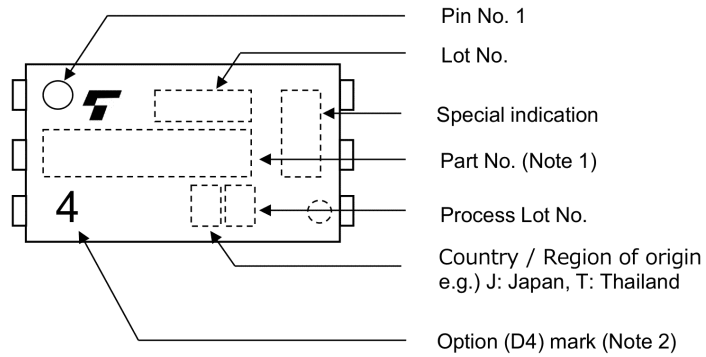 Pin No. 1
Lot No.
Special indication
Part No. (Note 1)
4
Process Lot No.
Country / Region of origin
e.g.) J: Japan, T: Thailand
Option (D4) mark (Note 2)